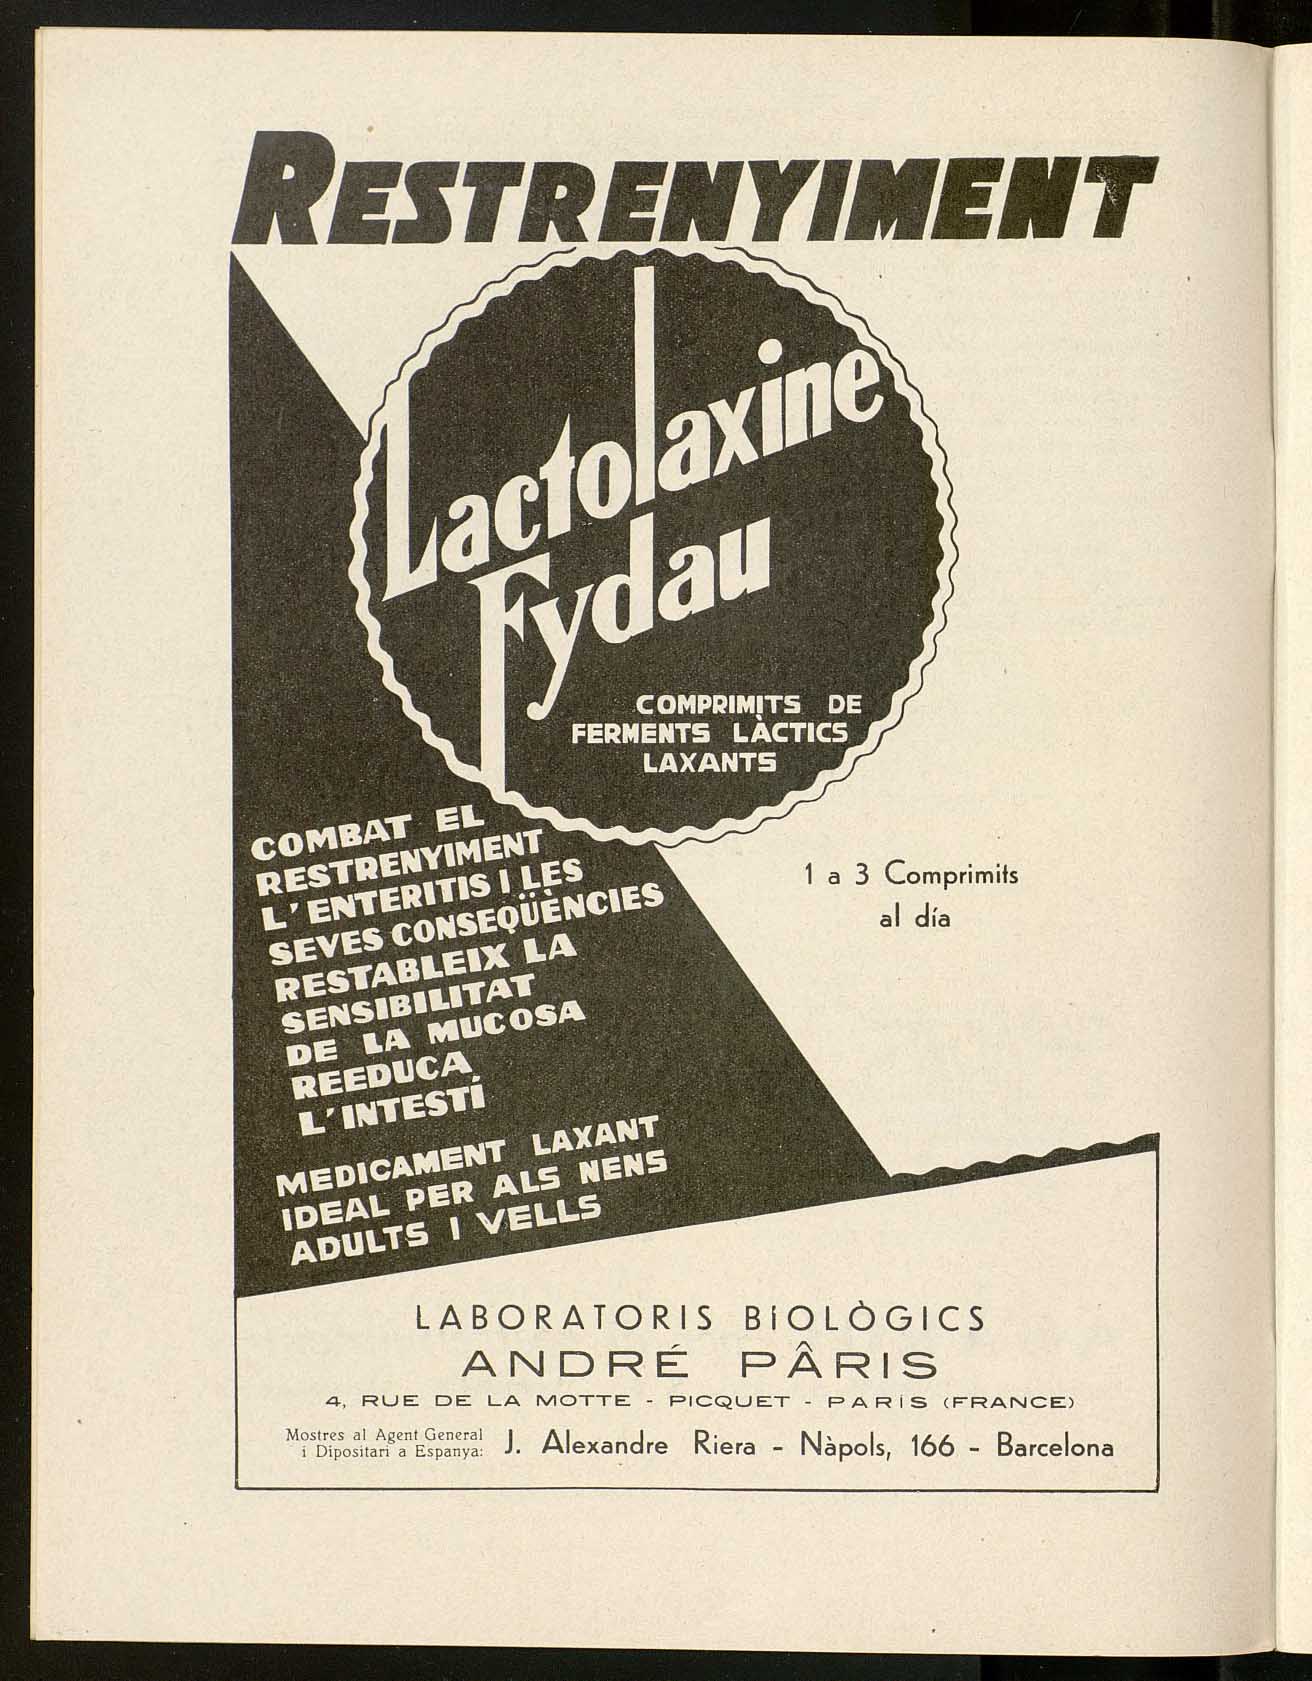 RESTRENYIMENT
Lactolaxine
Fydau
COMPRIMITS DE
FERMENTS LÀCTICS
LAXANTS
COMBAT EL
RESTRENYIMENT
L'ENTERITIS I LES
SEVES CONSEQÜÈNCIES
RESTABLEIX LA
SENSIBILITAT
DE LA MUCOSA
REEDUCA
L'INTESTÍ
MEDICAMENT LAXANT
IDEAL PER ALS NENS
ADULTS I VELLS
1 a 3 Comprimits
al día
LABORATORIS BIOLÒGICS
ANDRÉ PÂRIS
4, RUE DE LA MOTTE - PICQUET - PARIS (FRANCE)
Mostres al Agent General
i Dipositari a Espanya:
J. Alexandre Riera - Nàpols, 166 - Barcelona